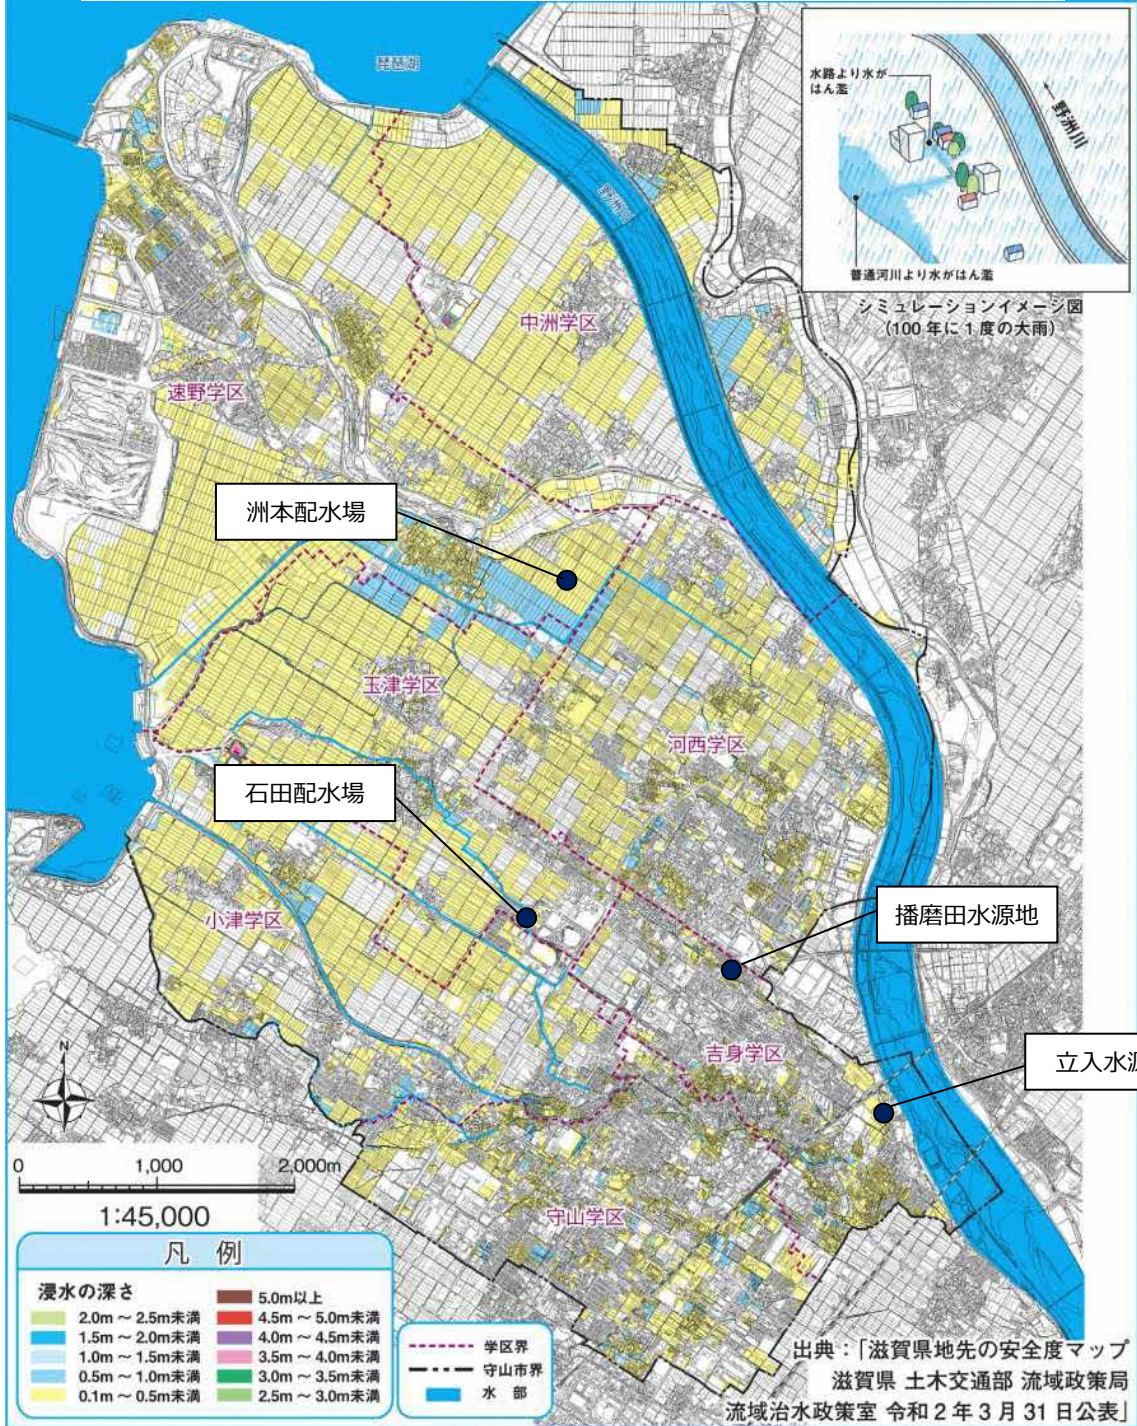 琵琶湖
水路より水が
はん濫
野洲川
普通河川より水がはん濫
シミュレーションイメージ図
(100年に1度の大雨)
野洲川
中洲学区
速野学区
洲本配水場
玉津学区
河西学区
石田配水場
小津学区
播磨田水源地
吉身学区
立入水
守山学区
N
0 1,000 2,000m
1:45,000
凡 例
浸水の深さ
2.0m ~ 2.5m未満
1.5m ~ 2.0m未満
1.0m ~ 1.5m未満
0.5m ~ 1.0m未満
0.1m ~ 0.5m未満
5.0m以上
4.5m ~ 5.0m未満
4.0m ~ 4.5m未満
3.5m ~ 4.0m未満
3.0m ~ 3.5m未満
2.5m ~ 3.0m未満
学区界
守山市界
水 部
出典:「滋賀県地先の安全度マップ
滋賀県 土木交通部 流域政策局
流域治水政策室 令和2年3月31日公表」